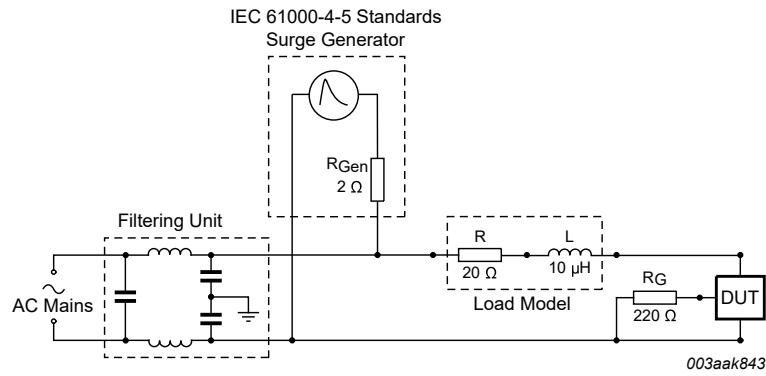 IEC 61000-4-5 Standards
Surge Generator
RGen
2 Ω
Filtering Unit
R
L
20 Ω
10 μH
AC Mains
Load Model
RG
220 Ω
DUT
003aak843